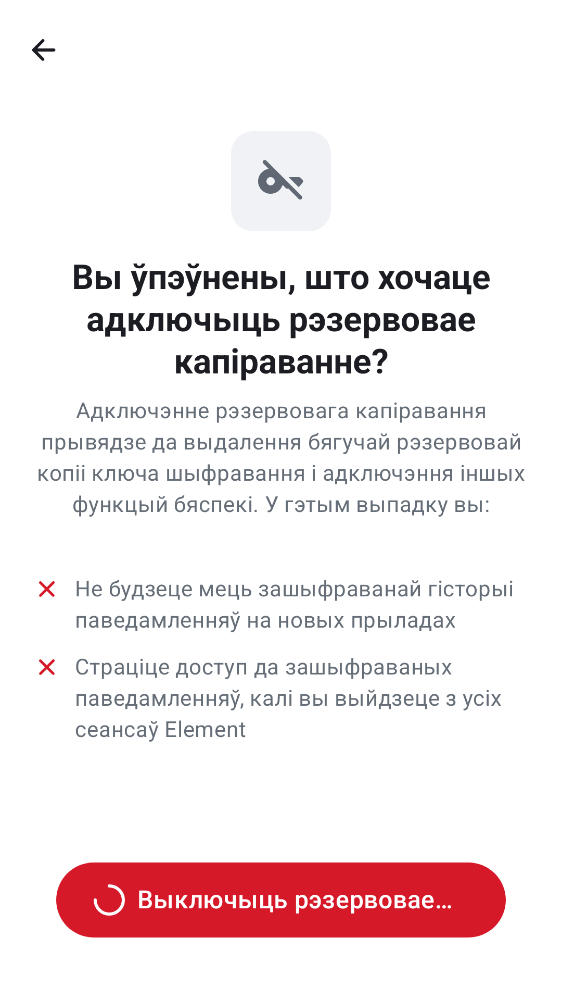 Вы ўпэўнены, што хочаце
адключыць рэзервовае
капіраванне?
Адключэнне рэзервовага капіравання
прывядзе да выдалення бягучай рэзервовай
копіі ключа шыфравання і адключэння іншых
функцый бяспекі. У гэтым выпадку вы:
Не будзеце мець зашыфраванай гісторыі
паведамленняў на новых прыладах
Страціце доступ да зашыфраваных
паведамленняў, калі вы выйдзеце з усіх
сеансаў Element
Выключыць рэзервовае…